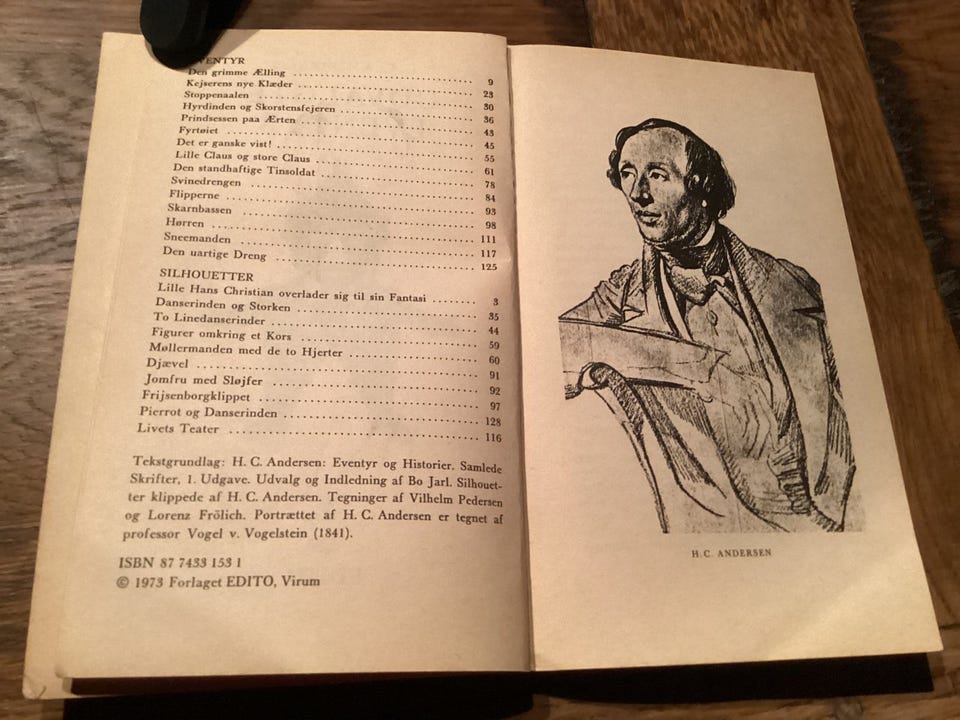 EVENTYR
Den grimme Ælling 9
Kejserens nye Klæder 23
Stoppenaalen 30
Hyrdinden og Skorstensfejeren 36
Prindsessen paa Ærten 43
Fyrtøiet 45
Det er ganske vist! 55
Lille Claus og store Claus 61
Den standhaftige Tinsoldat 78
Svinedrengen 84
Flipperne 93
Skarnbassen 98
Hørren 111
Sneemanden 117
Den uartige Dreng 125
SILHOUETTER
Lille Hans Christian overlader sig til sin Fantasi 3
Danserinden og Storken 35
To Linedanserinder 44
Figurer omkring et Kors 59
Møllermanden med de to Hjerter 60
Djævel 91
Jomfru med Sløjfer 92
Frijsenborgklippet 97
Pierrot og Danserinden 128
Livets Teater 116
Tekstgrundlag: H. C. Andersen: Eventyr og Historier. Samlede
Skrifter, 1. Udgave. Udvalg og Indledning af Bo Jarl. Silhouet-
ter klippede af H. C. Andersen. Tegninger af Vilhelm Pedersen
og Lorenz Frölich. Portrættet af H. C. Andersen er tegnet af
professor Vogel v. Vogelstein (1841).
ISBN 87 7433 153 1
© 1973 Forlaget EDITO, Virum
H. C. ANDERSEN